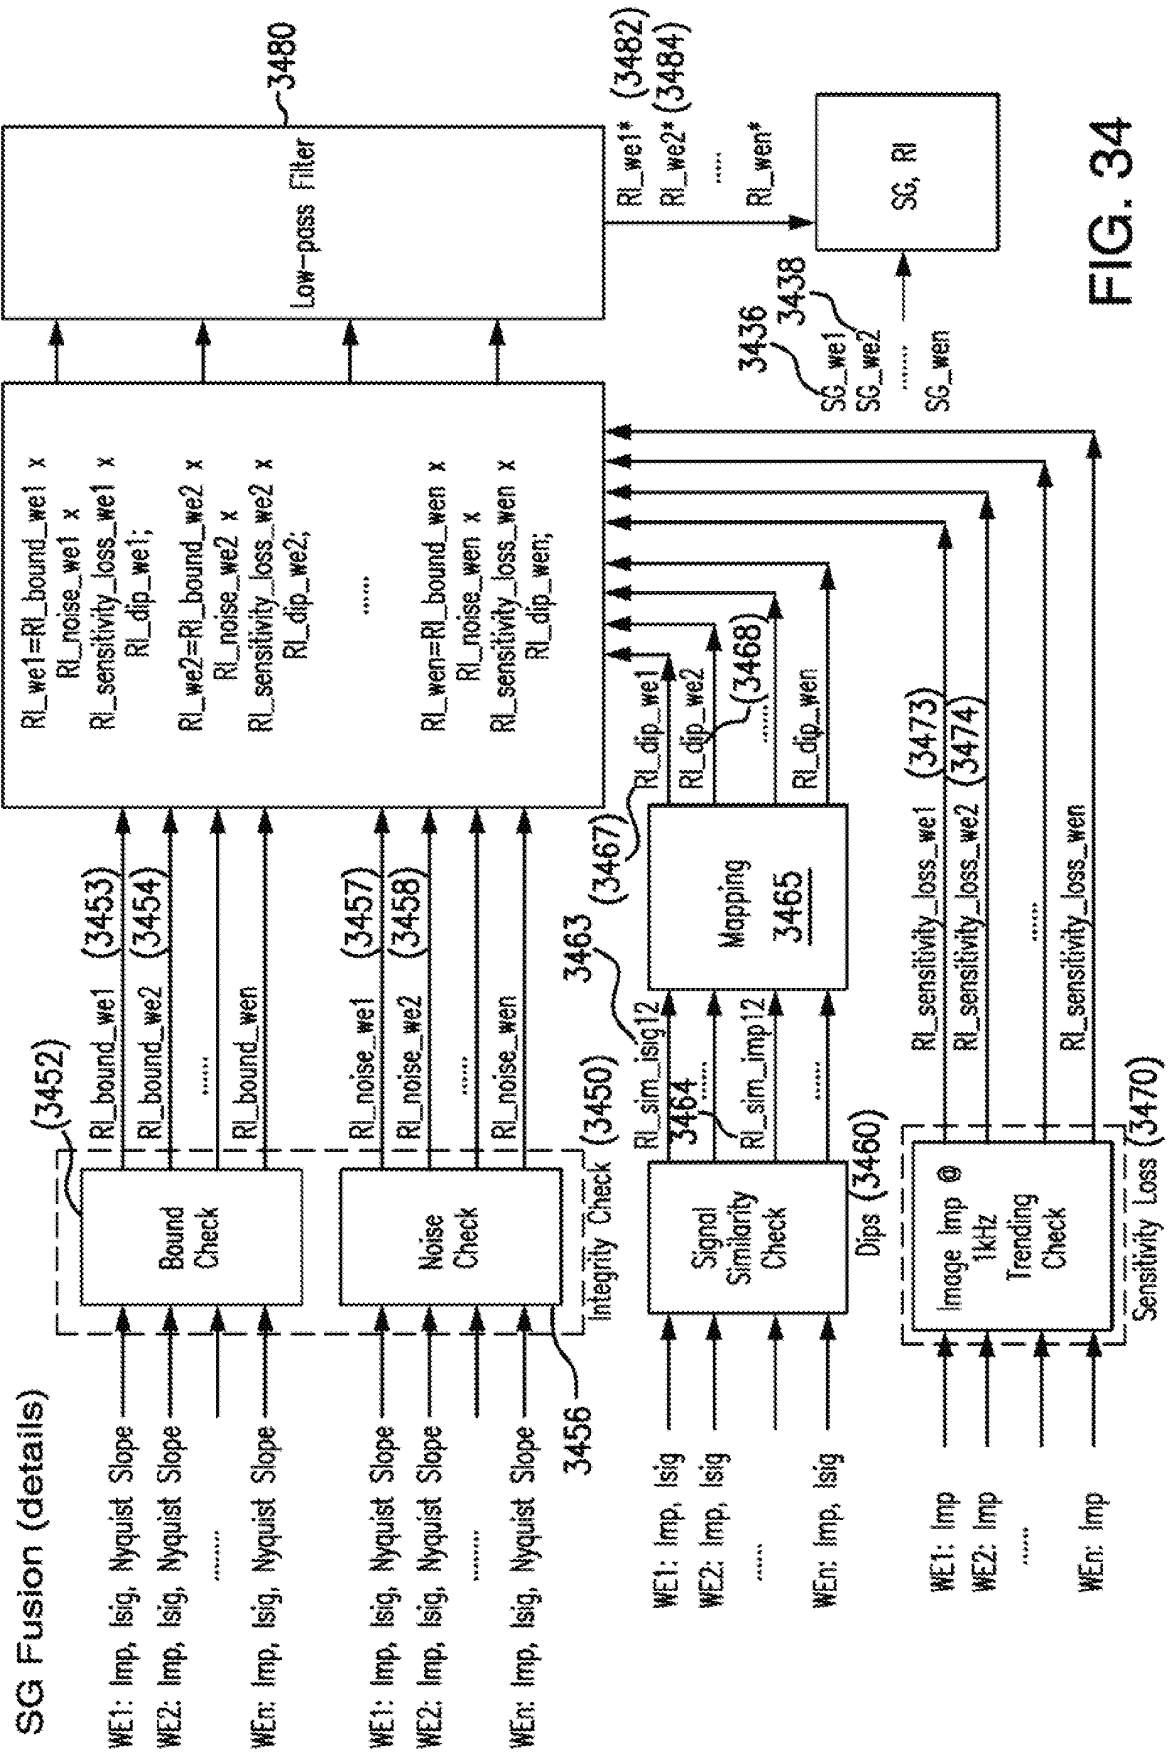 SG Fusion (details)
WE1: Imp, Isig, Nyquist Slope
WE2: Imp, Isig, Nyquist Slope
........
WEn: Imp, Isig, Nyquist Slope
WE1: Imp, Isig, Nyquist Slope
WE2: Imp, Isig, Nyquist Slope
........
WEn: Imp, Isig, Nyquist Slope
3456
WE1: Imp, Isig
WE2: Imp, Isig
......
WEn: Imp, Isig
WE1: Imp
WE2: Imp
......
WEn: Imp
(3452)
Bound
Check
Noise
Check
Integrity Check (3450)
Signal
Similarity
Check
Dips (3460)
Image Imp @
1kHz
Trending
Check
Sensitivity Loss (3470)
RI_bound_we1 (3453)
RI_bound_we2 (3454)
......
RI_bound_wen
RI_noise_we1 (3457)
RI_noise_we2 (3458)
......
RI_noise_wen
RI_sim_isig12
3463
......
3464
RI_sim_imp12
......
Mapping
3465
(3467)
RI_dip_we1
RI_dip_we2
(3468)
......
RI_dip_wen
RI_sensitivity_loss_we1 (3473)
RI_sensitivity_loss_we2 (3474)
......
RI_sensitivity_loss_wen
RI_we1=RI_bound_we1 x
RI_noise_we1 x
RI_sensitivity_loss_we1 x
RI_dip_we1;
RI_we2=RI_bound_we2 x
RI_noise_we2 x
RI_sensitivity_loss_we2 x
RI_dip_we2;
......
RI_wen=RI_bound_wen x
RI_noise_wen x
RI_sensitivity_loss_wen x
RI_dip_wen;
Low-pass Filter
3480
RI_we1* (3482)
RI_we2* (3484)
......
RI_wen*
3436
3438
SG_we1
SG_we2
......
SG_wen
SG, RI
FIG. 34